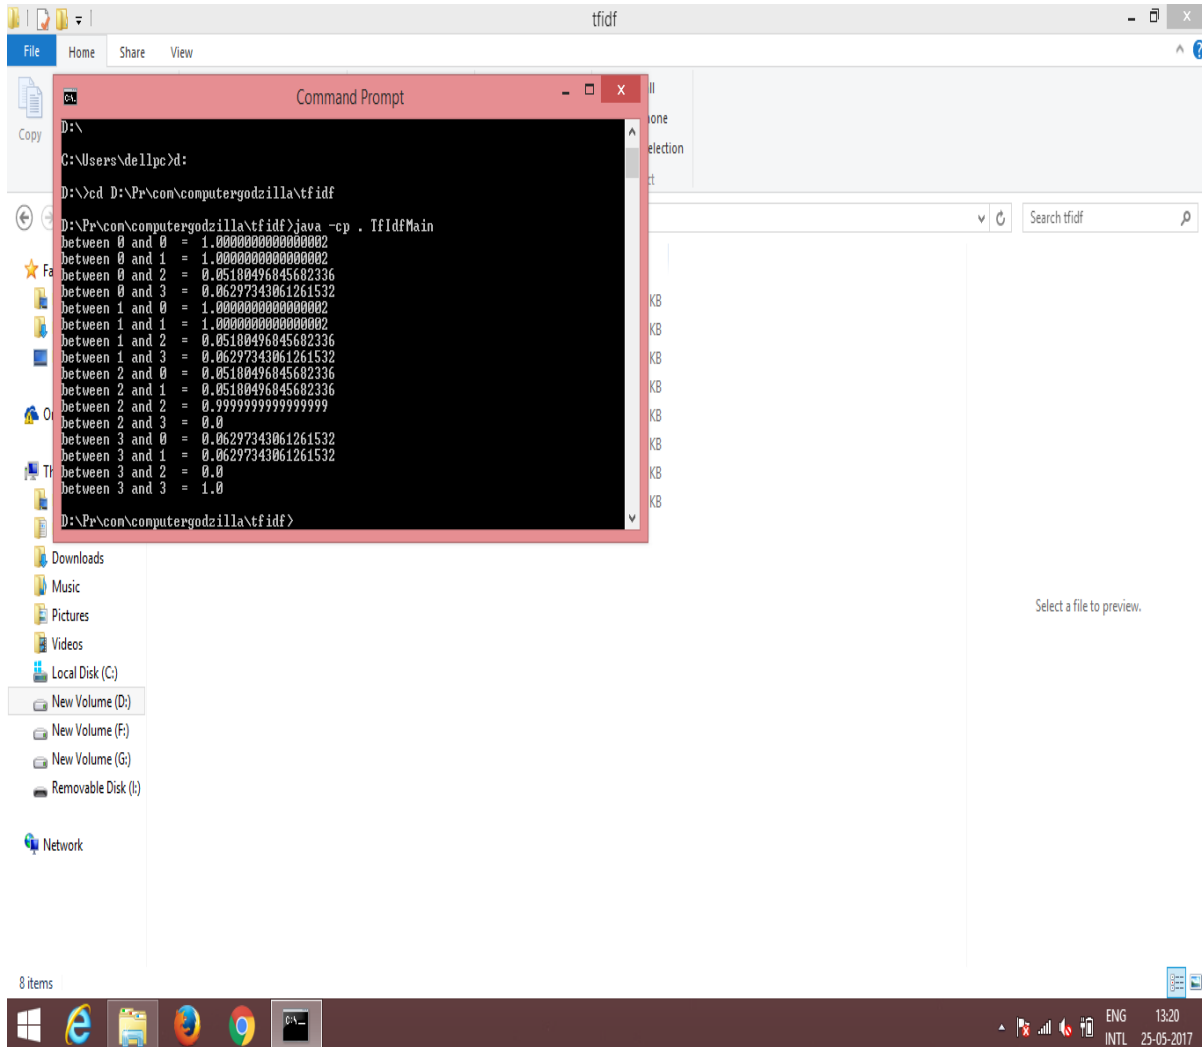 tfidf
File Home Share View
Command Prompt
Copy
D:\
C:\Users\dellpc>d:
D:\>cd D:\Pr\com\computergodzilla\tfidf
D:\Pr\com\computergodzilla\tfidf>java -cp . TfIdfMain
between 0 and 0 = 1.0000000000000002
between 0 and 1 = 1.0000000000000002
between 0 and 2 = 0.05180496845682336
between 0 and 3 = 0.06297343061261532
between 1 and 0 = 1.0000000000000002
between 1 and 1 = 1.0000000000000002
between 1 and 2 = 0.05180496845682336
between 1 and 3 = 0.06297343061261532
between 2 and 0 = 0.05180496845682336
between 2 and 1 = 0.05180496845682336
between 2 and 2 = 0.9999999999999999
between 2 and 3 = 0.0
between 3 and 0 = 0.06297343061261532
between 3 and 1 = 0.06297343061261532
between 3 and 2 = 0.0
between 3 and 3 = 1.0
D:\Pr\com\computergodzilla\tfidf>
Search tfidf
KB
KB
KB
KB
KB
KB
KB
KB
Downloads
Music
Pictures
Videos
Local Disk (C:)
New Volume (D:)
New Volume (F:)
New Volume (G:)
Removable Disk (I:)
Network
Select a file to preview.
8 items
ENG 13:20
INTL 25-05-2017